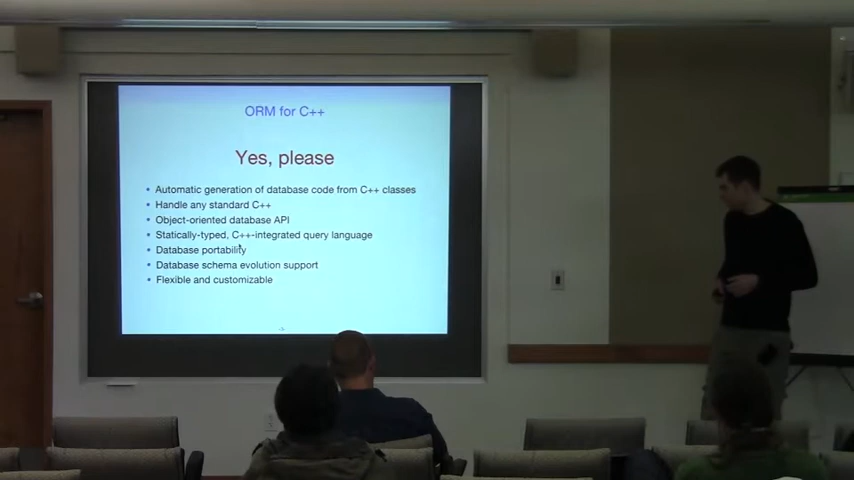 ORM for C++
Yes, please
• Automatic generation of database code from C++ classes
• Handle any standard C++
• Object-oriented database API
• Statically-typed, C++-integrated query language
• Database portability
• Database schema evolution support
• Flexible and customizable